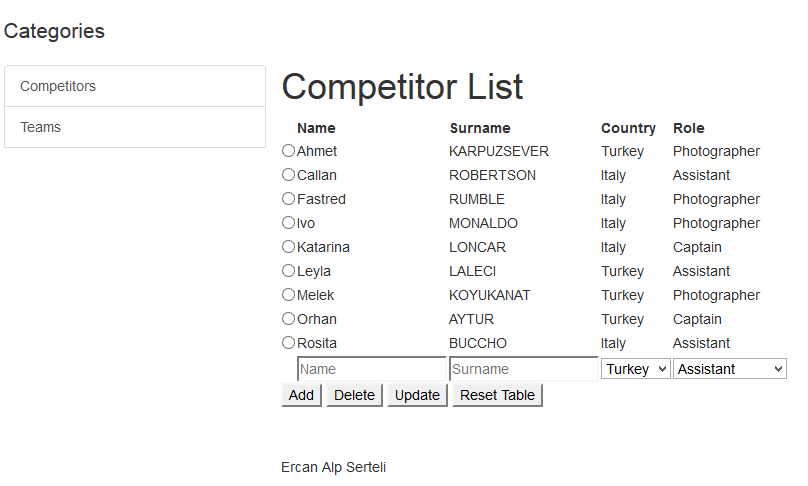 Categories
Competitors
Teams
Competitor List
Name Surname Country Role
Ahmet KARPUZSEVER Turkey Photographer
Callan ROBERTSON Italy Assistant
Fastred RUMBLE Italy Photographer
Ivo MONALDO Italy Photographer
Katarina LONCAR Italy Captain
Leyla LALECI Turkey Assistant
Melek KOYUKANAT Turkey Photographer
Orhan AYTUR Turkey Captain
Rosita BUCCHO Italy Assistant
Name Surname Turkey Assistant
Add Delete Update Reset Table
Ercan Alp Serteli